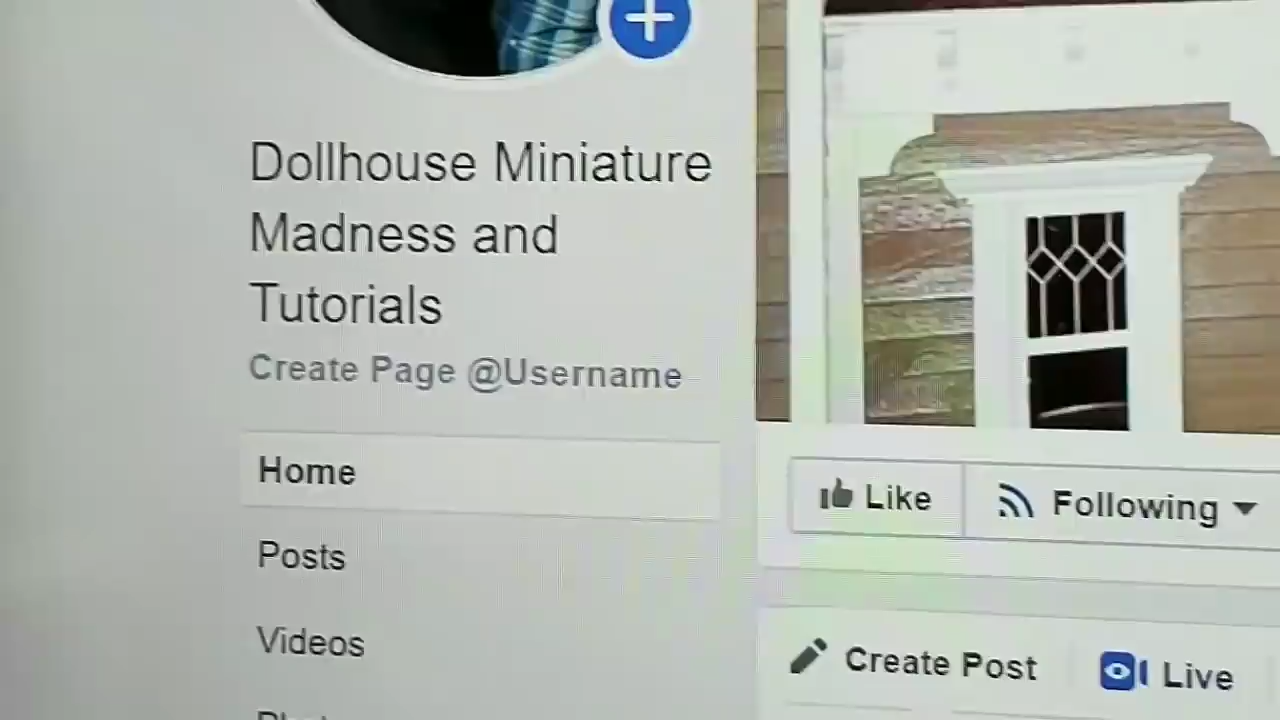 Dollhouse Miniature
Madness and
Tutorials
Create Page @Username
Home
Posts
Videos
Like
Following
Create Post
Live